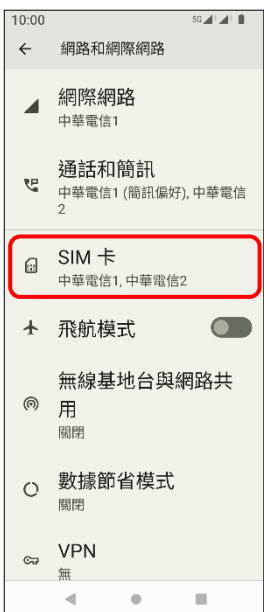 10:00 5G
網路和網際網路
網際網路
中華電信1
通話和簡訊
中華電信1 (簡訊偏好), 中華電信
2
SIM 卡
中華電信1, 中華電信2
飛航模式
無線基地台與網路共
用
關閉
數據節省模式
關閉
VPN
無